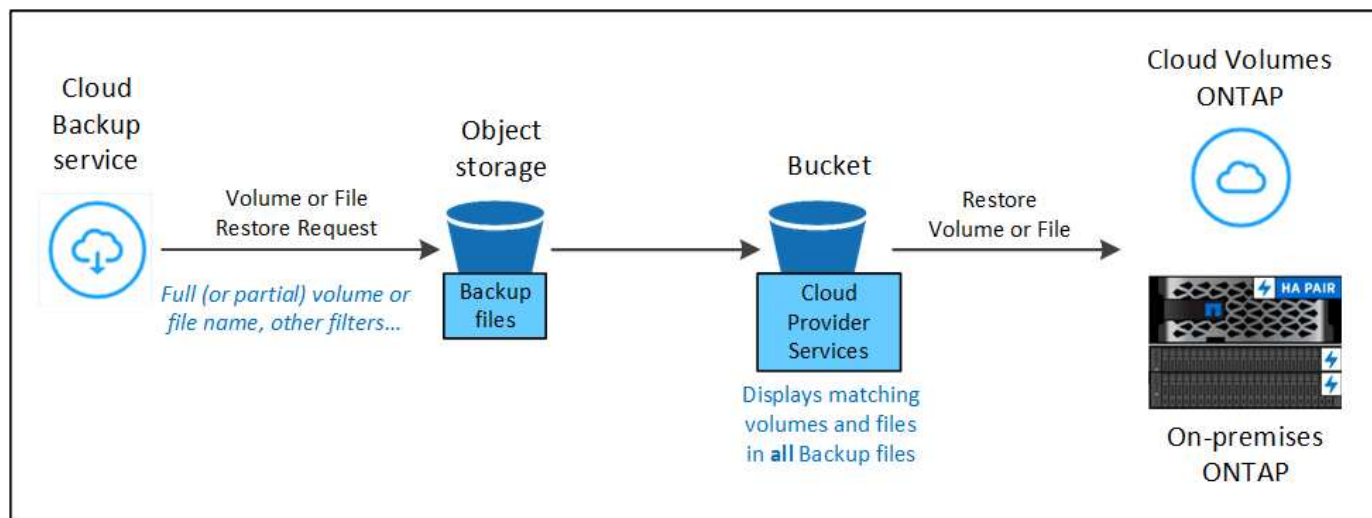 Cloud
Backup
service
Volume or File
Restore Request
Full (or partial) volume or
file name, other filters...
Object
storage
Backup
files
Bucket
Cloud
Provider
Services
Displays matching
volumes and files
in all Backup files
Restore
Volume or File
Cloud Volumes
ONTAP
HA PAIR
On-premises
ONTAP